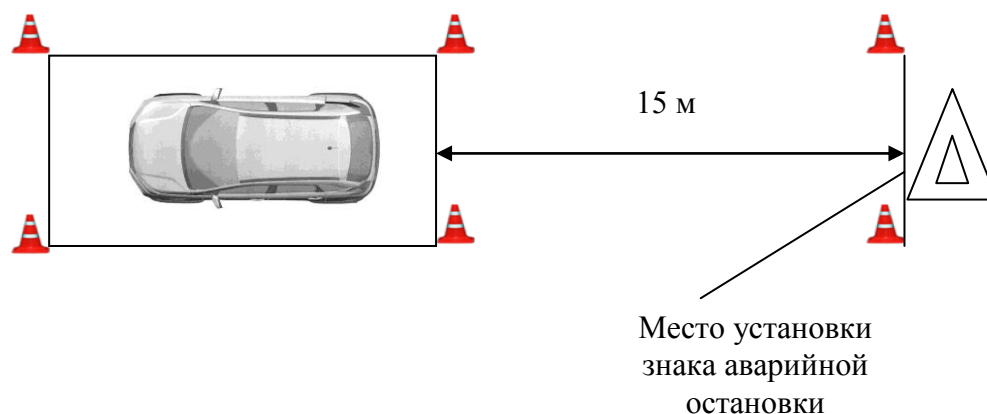 15 м
Место установки
знака аварийной
остановки